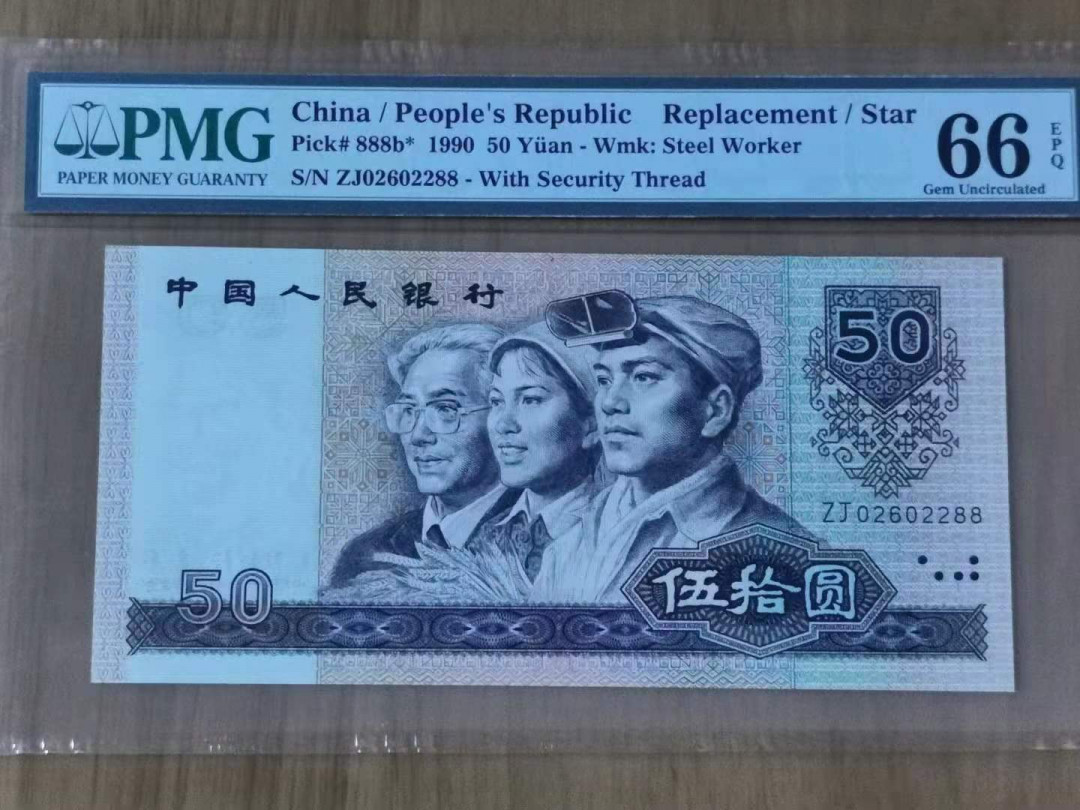 PMG
PAPER MONEY GUARANTY
China / People's Republic Replacement / Star
Pick# 888b* 1990 50 Yüan - Wmk: Steel Worker
S/N ZJ02602288 - With Security Thread
66
EPQ
Gem Uncirculated
中国人民银行
50
ZJ02602288
50
伍拾圆